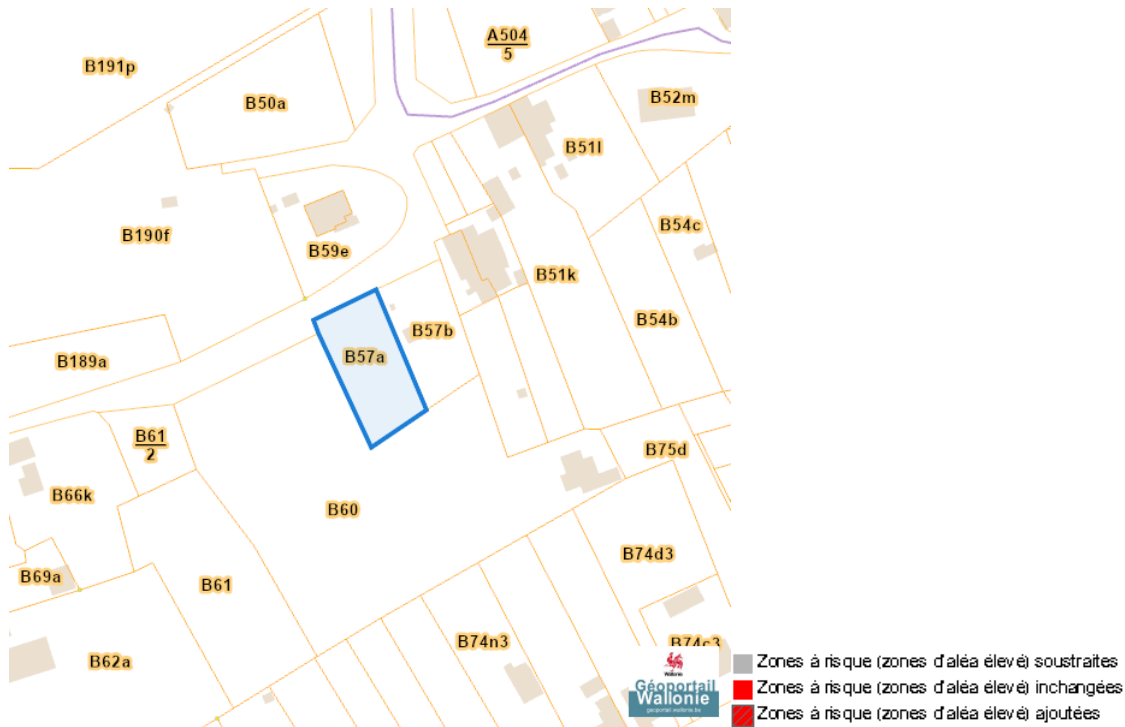 A504
5
B191p
B50a
B52m
B51l
B190f
B59e
B54c
B51k
B54b
B57b
B57a
B189a
B61
2
B75d
B66k
B60
B74d3
B69a
B61
B74n3
B74c3
B62a
Wallonie
Géoportail
Wallonie
geoportail.wallonie.be
Zones à risque (zones d'aléa élevé) soustraites
Zones à risque (zones d'aléa élevé) inchangées
Zones à risque (zones d'aléa élevé) ajoutées